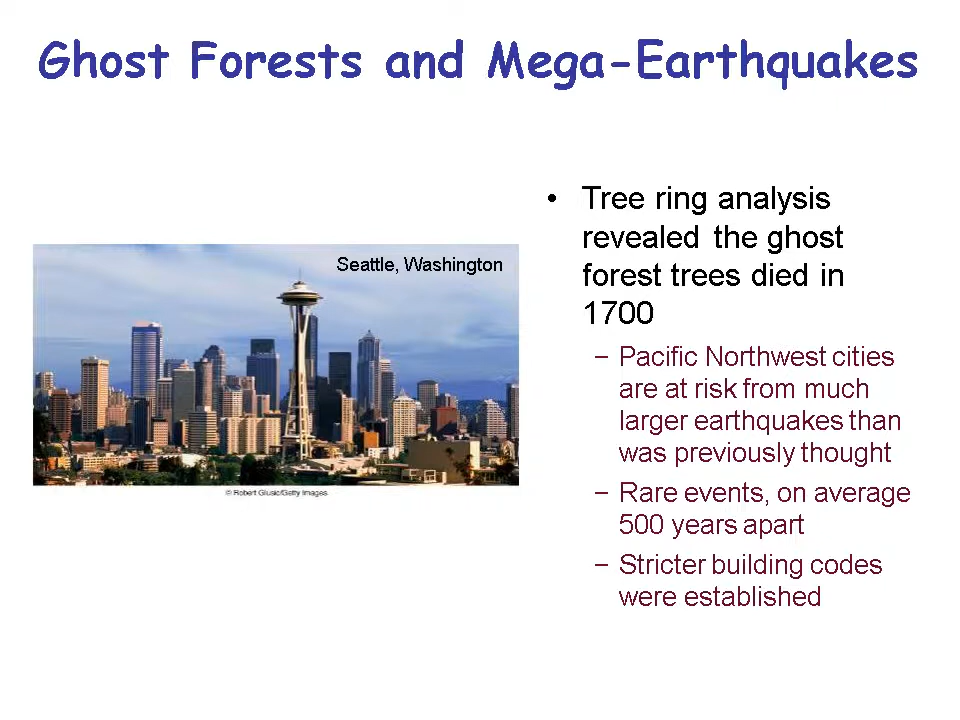 Ghost Forests and Mega-Earthquakes
Seattle, Washington
© Robert Glusic/Getty Images
• Tree ring analysis
revealed the ghost
forest trees died in
1700
– Pacific Northwest cities
are at risk from much
larger earthquakes than
was previously thought
– Rare events, on average
500 years apart
– Stricter building codes
were established